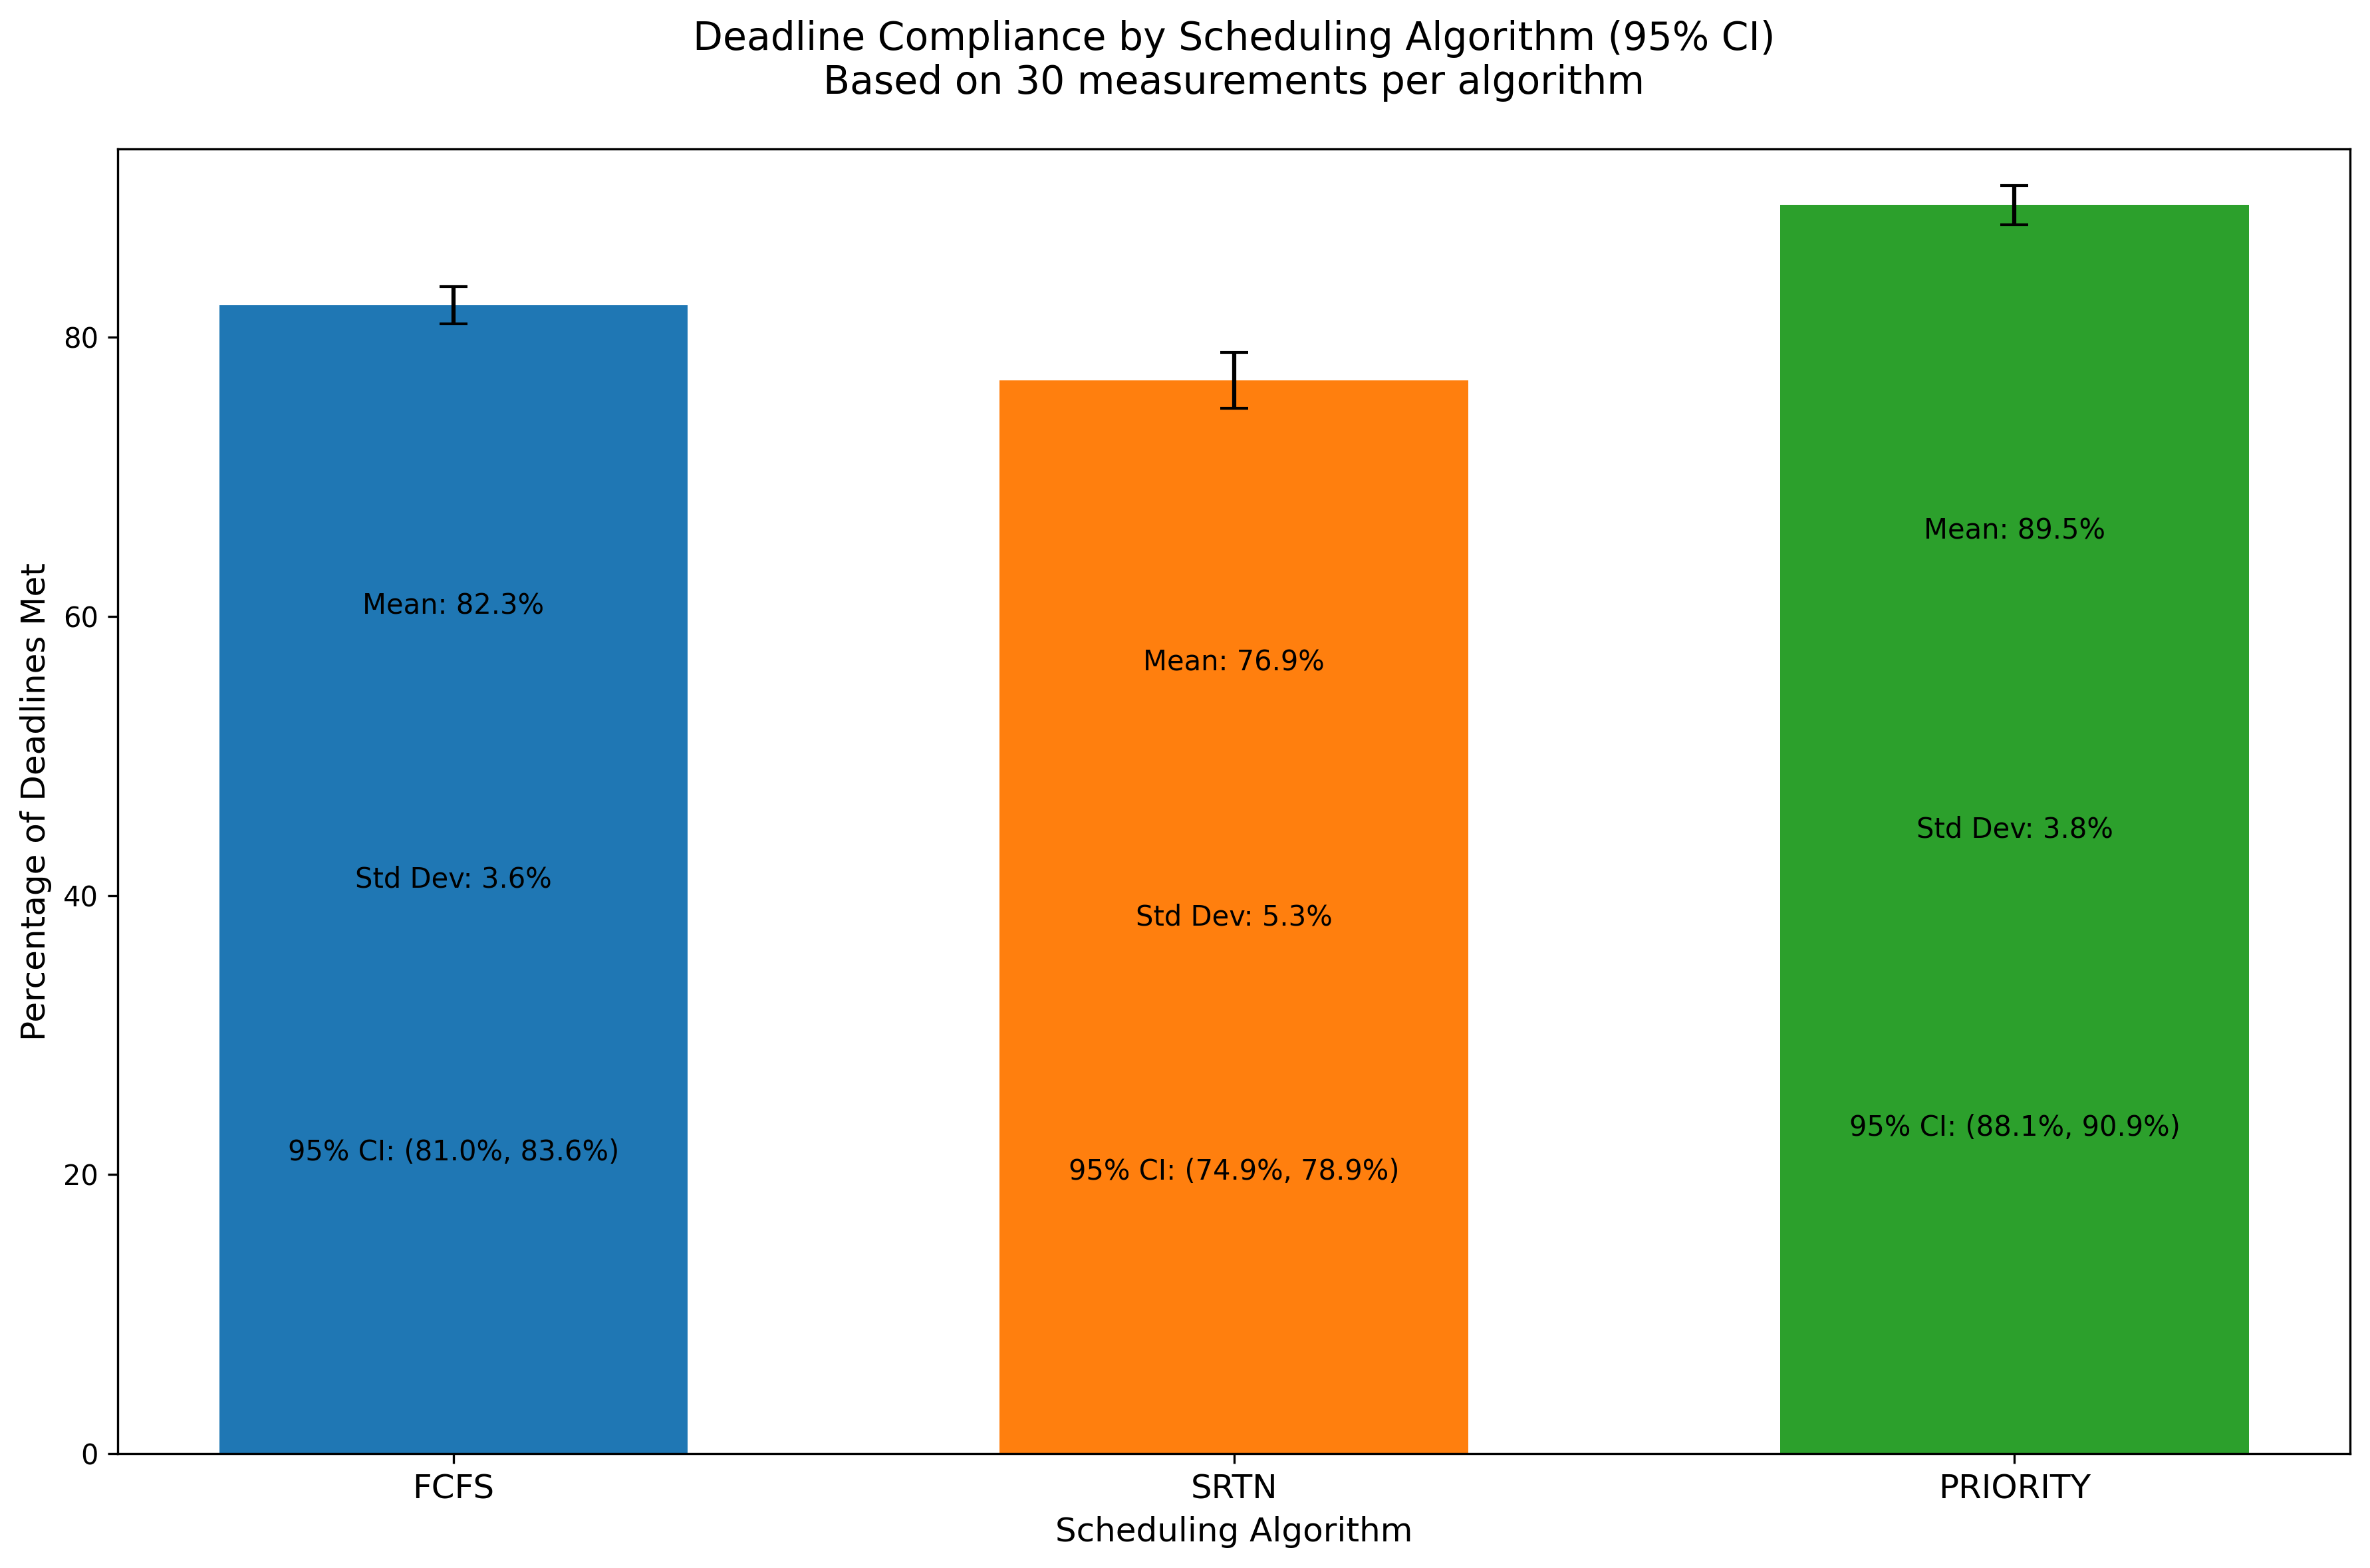 Deadline Compliance by Scheduling Algorithm (95% CI)
Based on 30 measurements per algorithm
Percentage of Deadlines Met
80
60
40
20
0
Mean: 82.3%
Std Dev: 3.6%
95% CI: (81.0%, 83.6%)
Mean: 76.9%
Std Dev: 5.3%
95% CI: (74.9%, 78.9%)
Mean: 89.5%
Std Dev: 3.8%
95% CI: (88.1%, 90.9%)
FCFS
SRTN
PRIORITY
Scheduling Algorithm